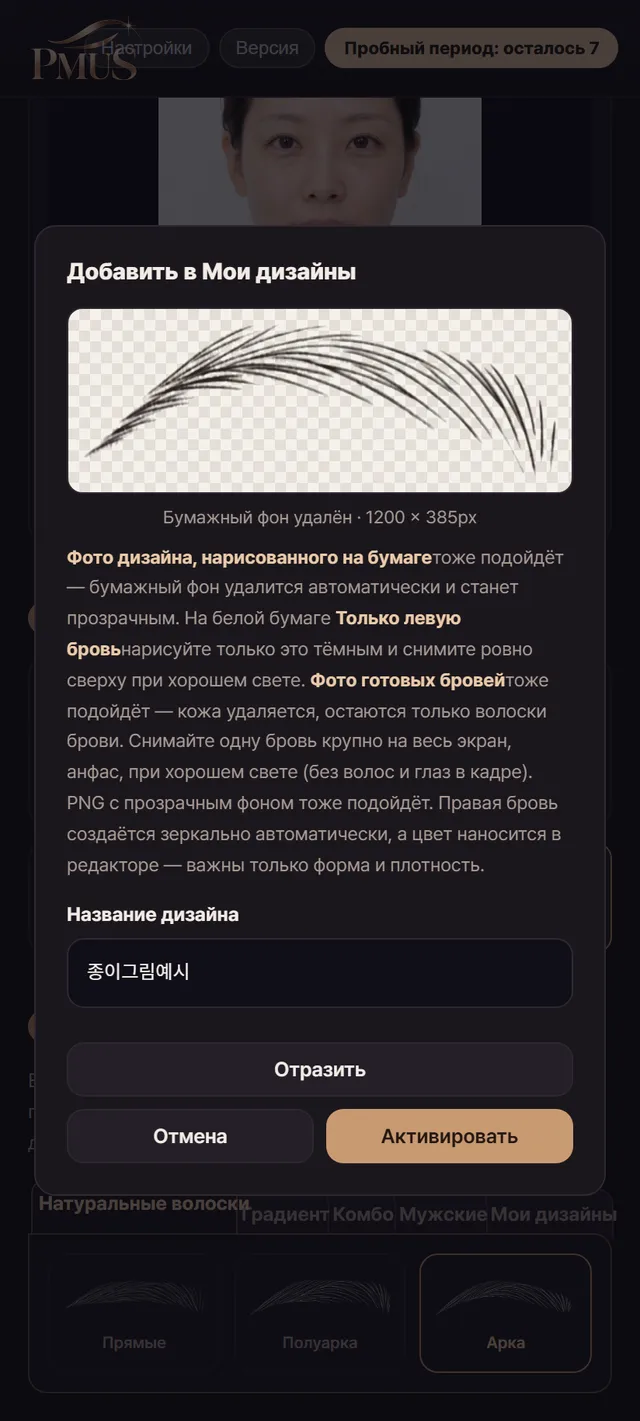 PMUS
Настройки
Версия
Пробный период: осталось 7
Добавить в Мои дизайны
Бумажный фон удалён · 1200 × 385px
Фото дизайна, нарисованного на бумагетоже подойдёт
— бумажный фон удалится автоматически и станет
прозрачным. На белой бумаге Только левую
бровьнарисуйте только это тёмным и снимите ровно
сверху при хорошем свете. Фото готовых бровейтоже
подойдёт — кожа удаляется, остаются только волоски
брови. Снимайте одну бровь крупно на весь экран,
анфас, при хорошем свете (без волос и глаз в кадре).
PNG с прозрачным фоном тоже подойдёт. Правая бровь
создаётся зеркально автоматически, а цвет наносится в
редакторе — важны только форма и плотность.
Название дизайна
종이그림예시
Отразить
Отмена
Активировать
Натуральные волоски
Градиент
Комбо
Мужские
Мои дизайны
Прямые
Полуарка
Арка